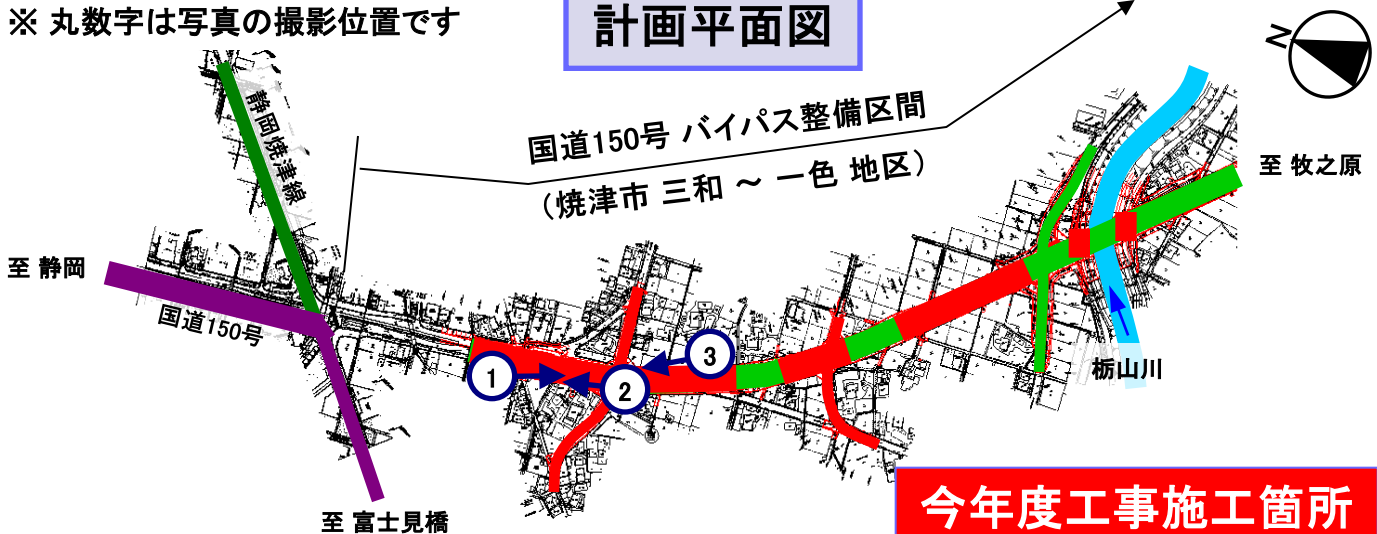 ※ 丸数字は写真の撮影位置です
計画平面図
N
静岡焼津線
国道150号 バイパス整備区間
(焼津市 三和 ～ 一色 地区)
至 牧之原
至 静岡
国道150号
①
②
③
栃山川
至 富士見橋
今年度工事施工箇所